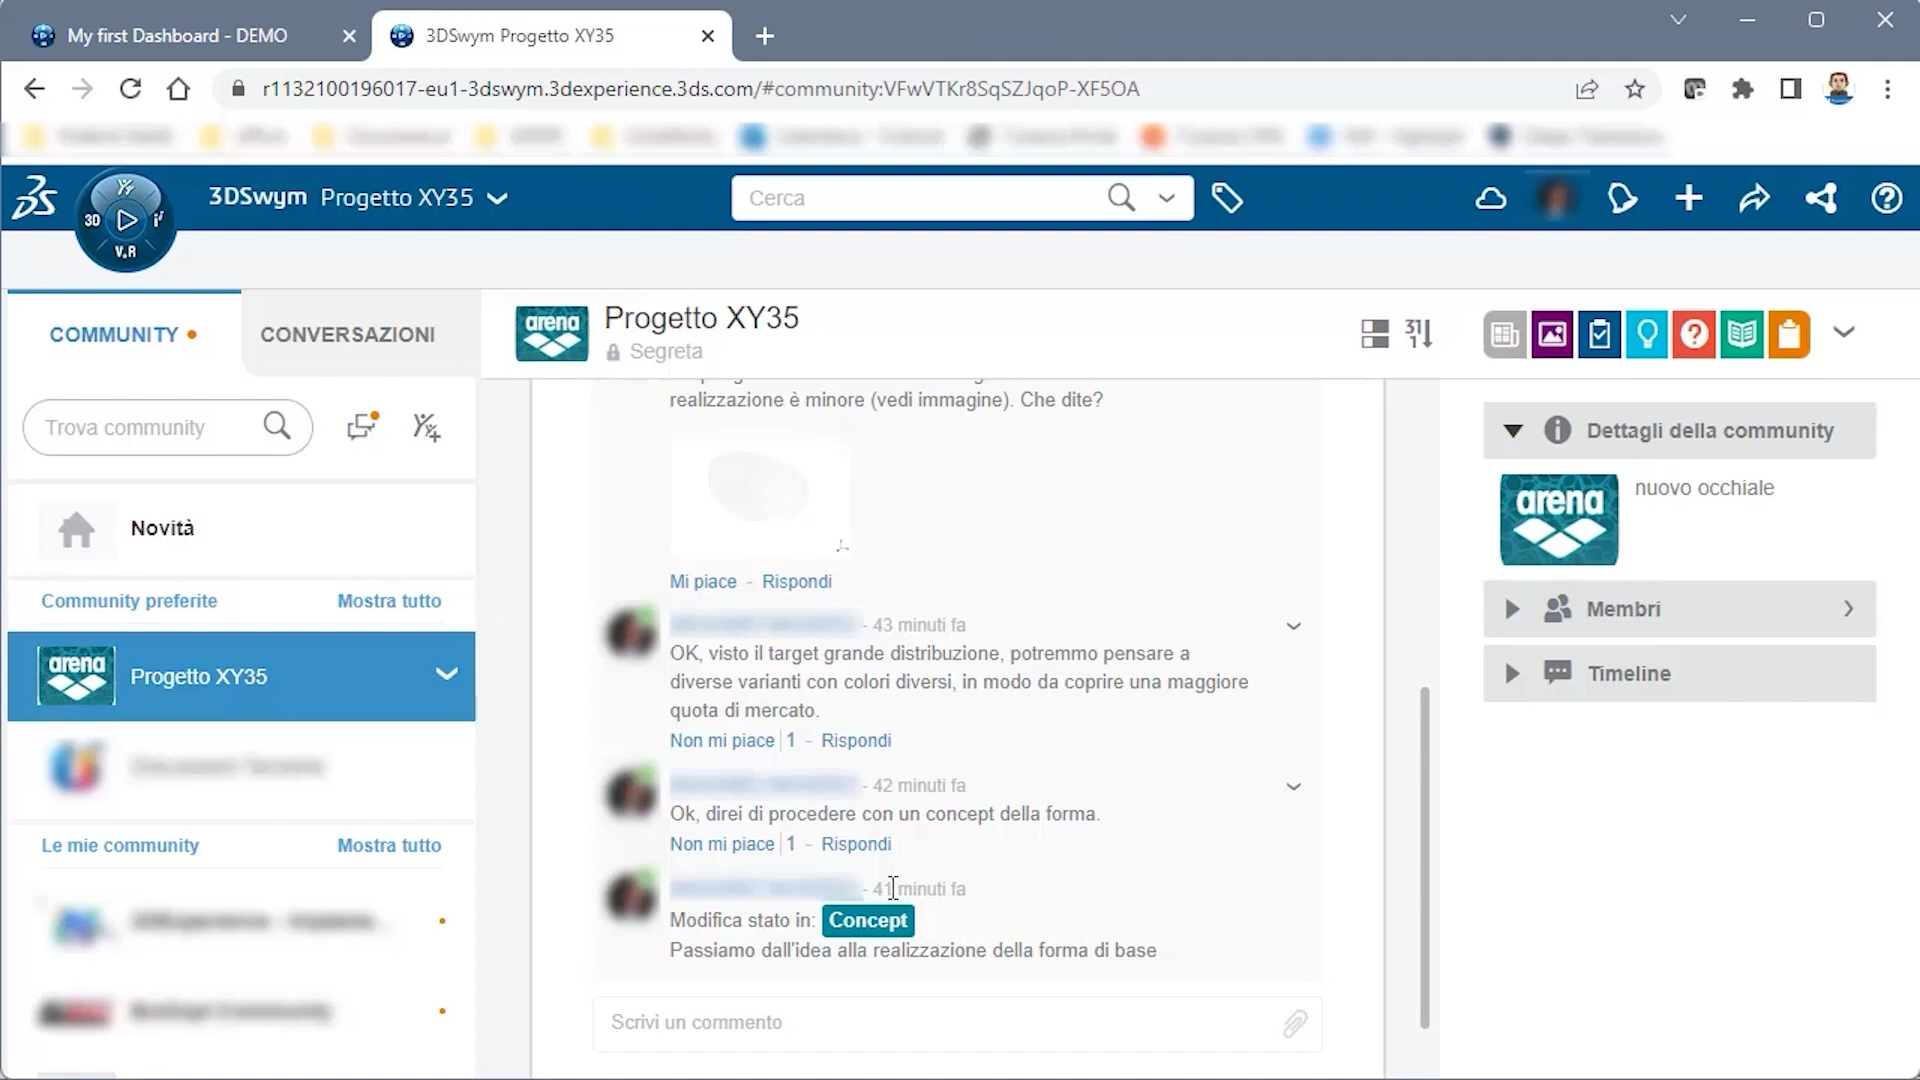 My first Dashboard - DEMO
3DSwym Progetto XY35
r1132100196017-eu1-3dswym.3dexperience.3ds.com/#community:VFwVTKr8SqSZJqoP-XF5OA
3DSwym Progetto XY35
Cerca
3D
V.R
COMMUNITY
CONVERSAZIONI
Trova community
Novità
Community preferite
Mostra tutto
arena
Progetto XY35
Le mie community
Mostra tutto
arena
Progetto XY35
Segreta
31
1
realizzazione è minore (vedi immagine). Che dite?
Mi piace - Rispondi
- 43 minuti fa
OK, visto il target grande distribuzione, potremmo pensare a
diverse varianti con colori diversi, in modo da coprire una maggiore
quota di mercato.
Non mi piace 1 - Rispondi
- 42 minuti fa
Ok, direi di procedere con un concept della forma.
Non mi piace 1 - Rispondi
- 41 minuti fa
Modifica stato in: Concept
Passiamo dall'idea alla realizzazione della forma di base
Scrivi un commento
Dettagli della community
arena
nuovo occhiale
Membri
Timeline